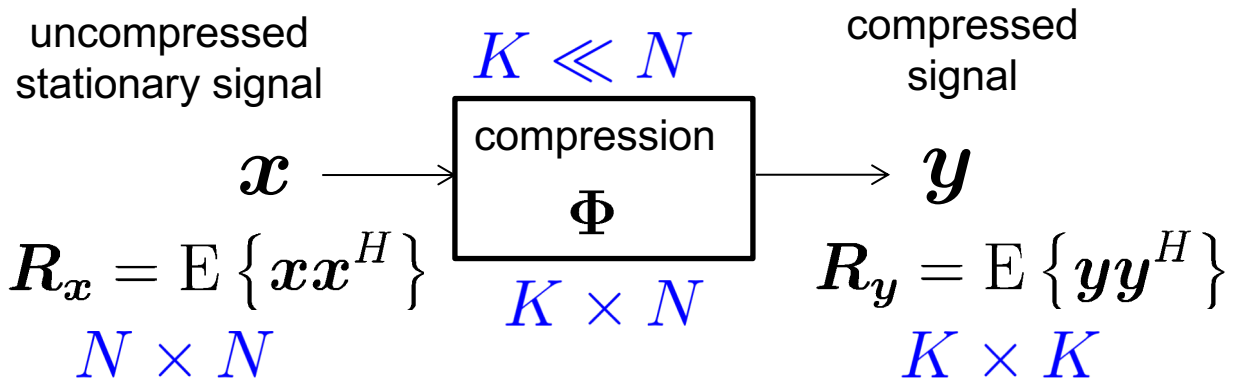 uncompressed
stationary signal
x
R_x = E {xx^H}
N × N
K ≪ N
compression
Φ
K × N
compressed
signal
y
R_y = E {yy^H}
K × K